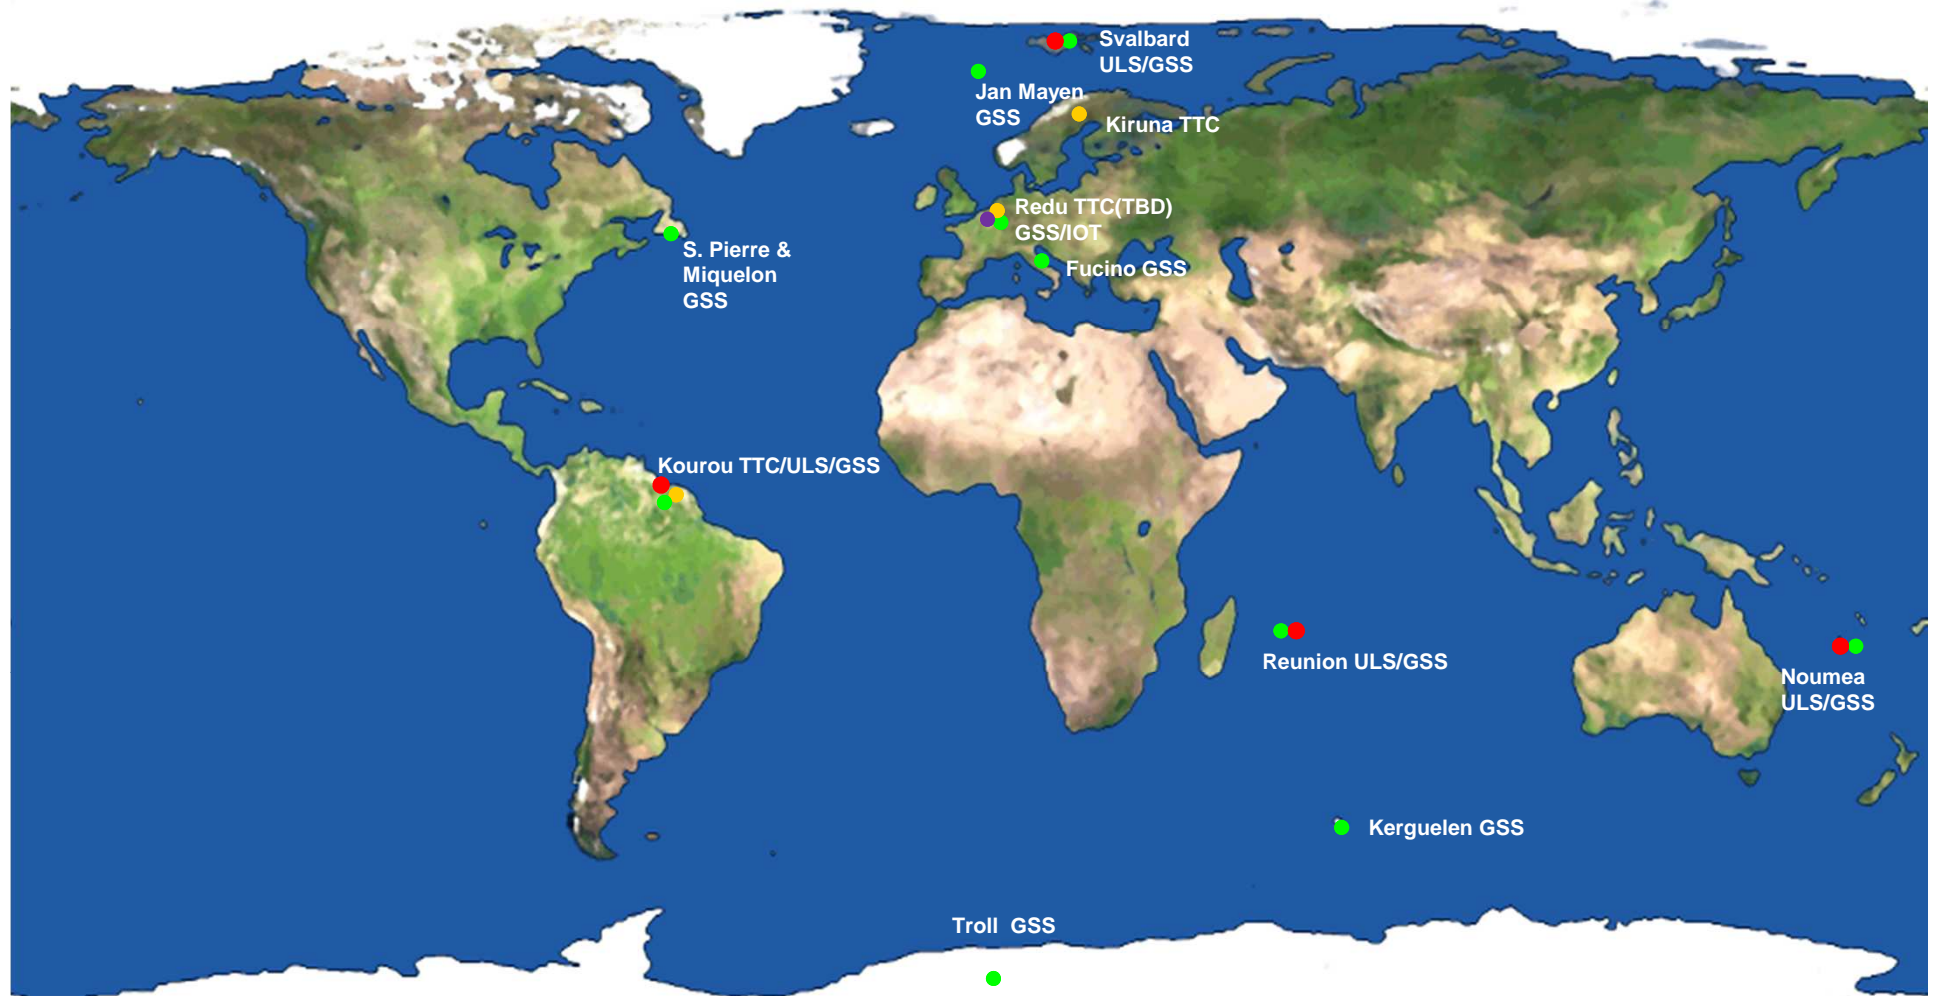 Svalbard
ULS/GSS
Jan Mayen
GSS
Kiruna TTC
Redu TTC(TBD)
GSS/IOT
Fucino GSS
S. Pierre &
Miquelon
GSS
Kourou TTC/ULS/GSS
Reunion ULS/GSS
Noumea
ULS/GSS
Kerguelen GSS
Troll  GSS